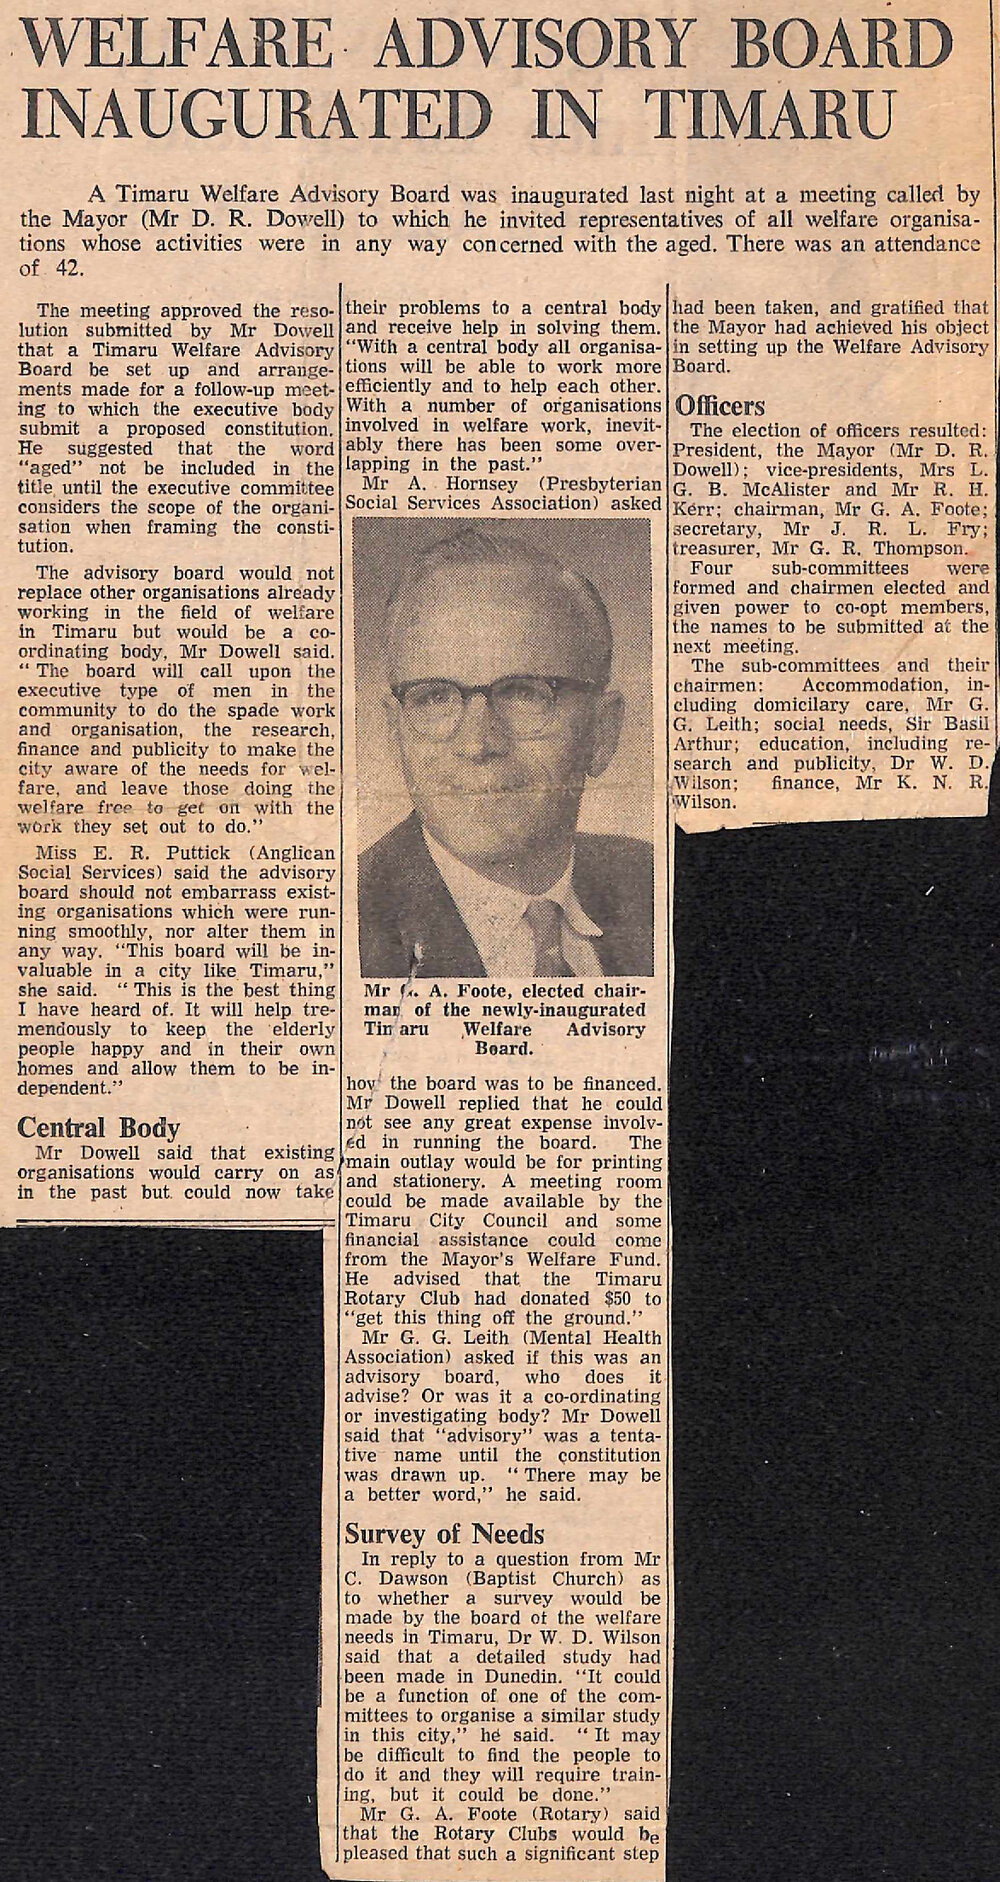 WELFARE ADVISORY BOARD
INAUGURATED IN TIMARU
A Timaru Welfare Advisory Board was inaugurated last night at a meeting called by
the Mayor (Mr D. R. Dowell) to which he invited representatives of all welfare organisa-
tions whose activities were in any way concerned with the aged. There was an attendance
of 42.
The meeting approved the reso-
lution submitted by Mr Dowell
that a Timaru Welfare Advisory
Board be set up and arrange-
ments made for a follow-up meet-
ing to which the executive body
submit a proposed constitution.
He suggested that the word
"aged" not be included in the
title until the executive committee
considers the scope of the organi-
sation when framing the consti-
tution.
The advisory board would not
replace other organisations already
working in the field of welfare
in Timaru but would be a co-
ordinating body, Mr Dowell said.
"The board will call upon the
executive type of men in the
community to do the spade work
and organisation, the research,
finance and publicity to make the
city aware of the needs for wel-
fare, and leave those doing the
welfare free to get on with the
work they set out to do."
Miss E. R. Puttick (Anglican
Social Services) said the advisory
board should not embarrass exist-
ing organisations which were run-
ning smoothly, nor alter them in
any way. "This board will be in-
valuable in a city like Timaru,"
she said. "This is the best thing
I have heard of. It will help tre-
mendously to keep the elderly
people happy and in their own
homes and allow them to be in-
dependent."
Central Body
Mr Dowell said that existing
organisations would carry on as
in the past but could now take
their problems to a central body
and receive help in solving them.
"With a central body all organisa-
tions will be able to work more
efficiently and to help each other.
With a number of organisations
involved in welfare work, inevit-
ably there has been some over-
lapping in the past."
Mr A. Hornsey (Presbyterian
Social Services Association) asked
Mr G. A. Foote, elected chair-
man of the newly-inaugurated
Timaru Welfare Advisory
Board.
how the board was to be financed.
Mr Dowell replied that he could
not see any great expense involv-
ed in running the board. The
main outlay would be for printing
and stationery. A meeting room
could be made available by the
Timaru City Council and some
financial assistance could come
from the Mayor's Welfare Fund.
He advised that the Timaru
Rotary Club had donated $50 to
"get this thing off the ground."
Mr G. G. Leith (Mental Health
Association) asked if this was an
advisory board, who does it
advise? Or was it a co-ordinating
or investigating body? Mr Dowell
said that "advisory" was a tenta-
tive name until the constitution
was drawn up. "There may be
a better word," he said.
Survey of Needs
In reply to a question from Mr
C. Dawson (Baptist Church) as
to whether a survey would be
made by the board of the welfare
needs in Timaru, Dr W. D. Wilson
said that a detailed study had
been made in Dunedin. "It could
be a function of one of the com-
mittees to organise a similar study
in this city," he said. "It may
be difficult to find the people to
do it and they will require train-
ing, but it could be done."
Mr G. A. Foote (Rotary) said
that the Rotary Clubs would be
pleased that such a significant step
had been taken, and gratified that
the Mayor had achieved his object
in setting up the Welfare Advisory
Board.
Officers
The election of officers resulted:
President, the Mayor (Mr D. R.
Dowell); vice-presidents, Mrs L.
G. B. McAlister and Mr R. H.
Kerr; chairman, Mr G. A. Foote;
secretary, Mr J. R. L. Fry;
treasurer, Mr G. R. Thompson.
Four sub-committees were
formed and chairmen elected and
given power to co-opt members,
the names to be submitted at the
next meeting.
The sub-committees and their
chairmen: Accommodation, in-
cluding domicilary care, Mr G.
G. Leith; social needs, Sir Basil
Arthur; education, including re-
search and publicity, Dr W. D.
Wilson; finance, Mr K. N. R.
Wilson.